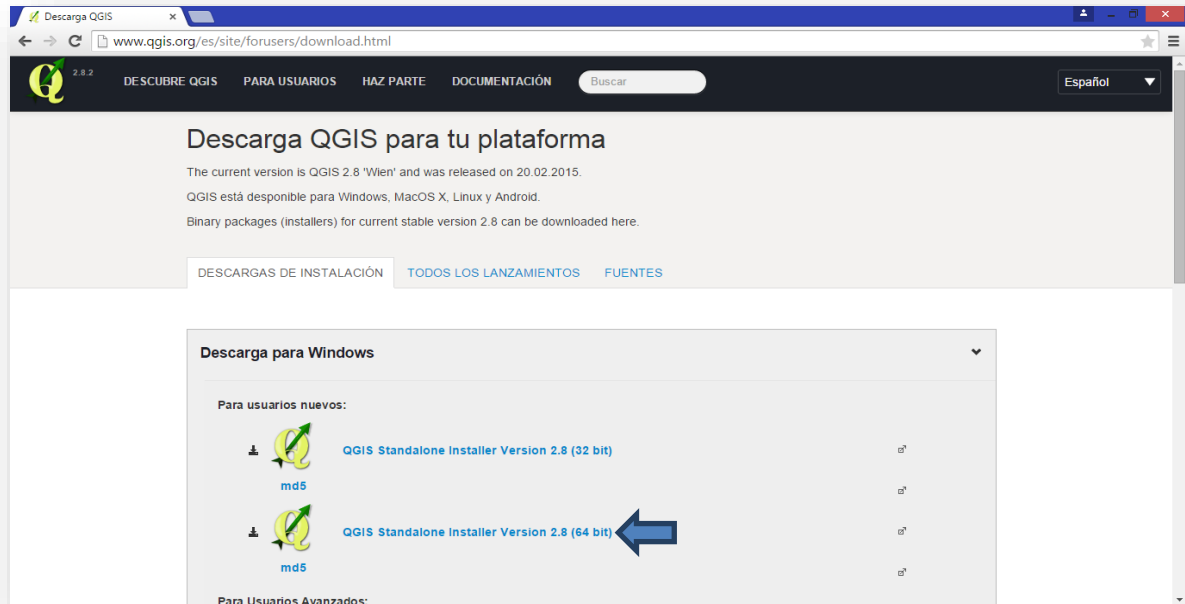 Descarga QGIS
www.qgis.org/es/site/forusers/download.html
2.8.2
DESCUBRE QGIS PARA USUARIOS HAZ PARTE DOCUMENTACIÓN Buscar Español
Descarga QGIS para tu plataforma
The current version is QGIS 2.8 'Wien' and was released on 20.02.2015.
QGIS está desponible para Windows, MacOS X, Linux y Android.
Binary packages (installers) for current stable version 2.8 can be downloaded here.
DESCARGAS DE INSTALACIÓN TODOS LOS LANZAMIENTOS FUENTES
Descarga para Windows
Para usuarios nuevos:
QGIS Standalone Installer Version 2.8 (32 bit)
md5
QGIS Standalone Installer Version 2.8 (64 bit)
md5
Para Usuarios Avanzados: